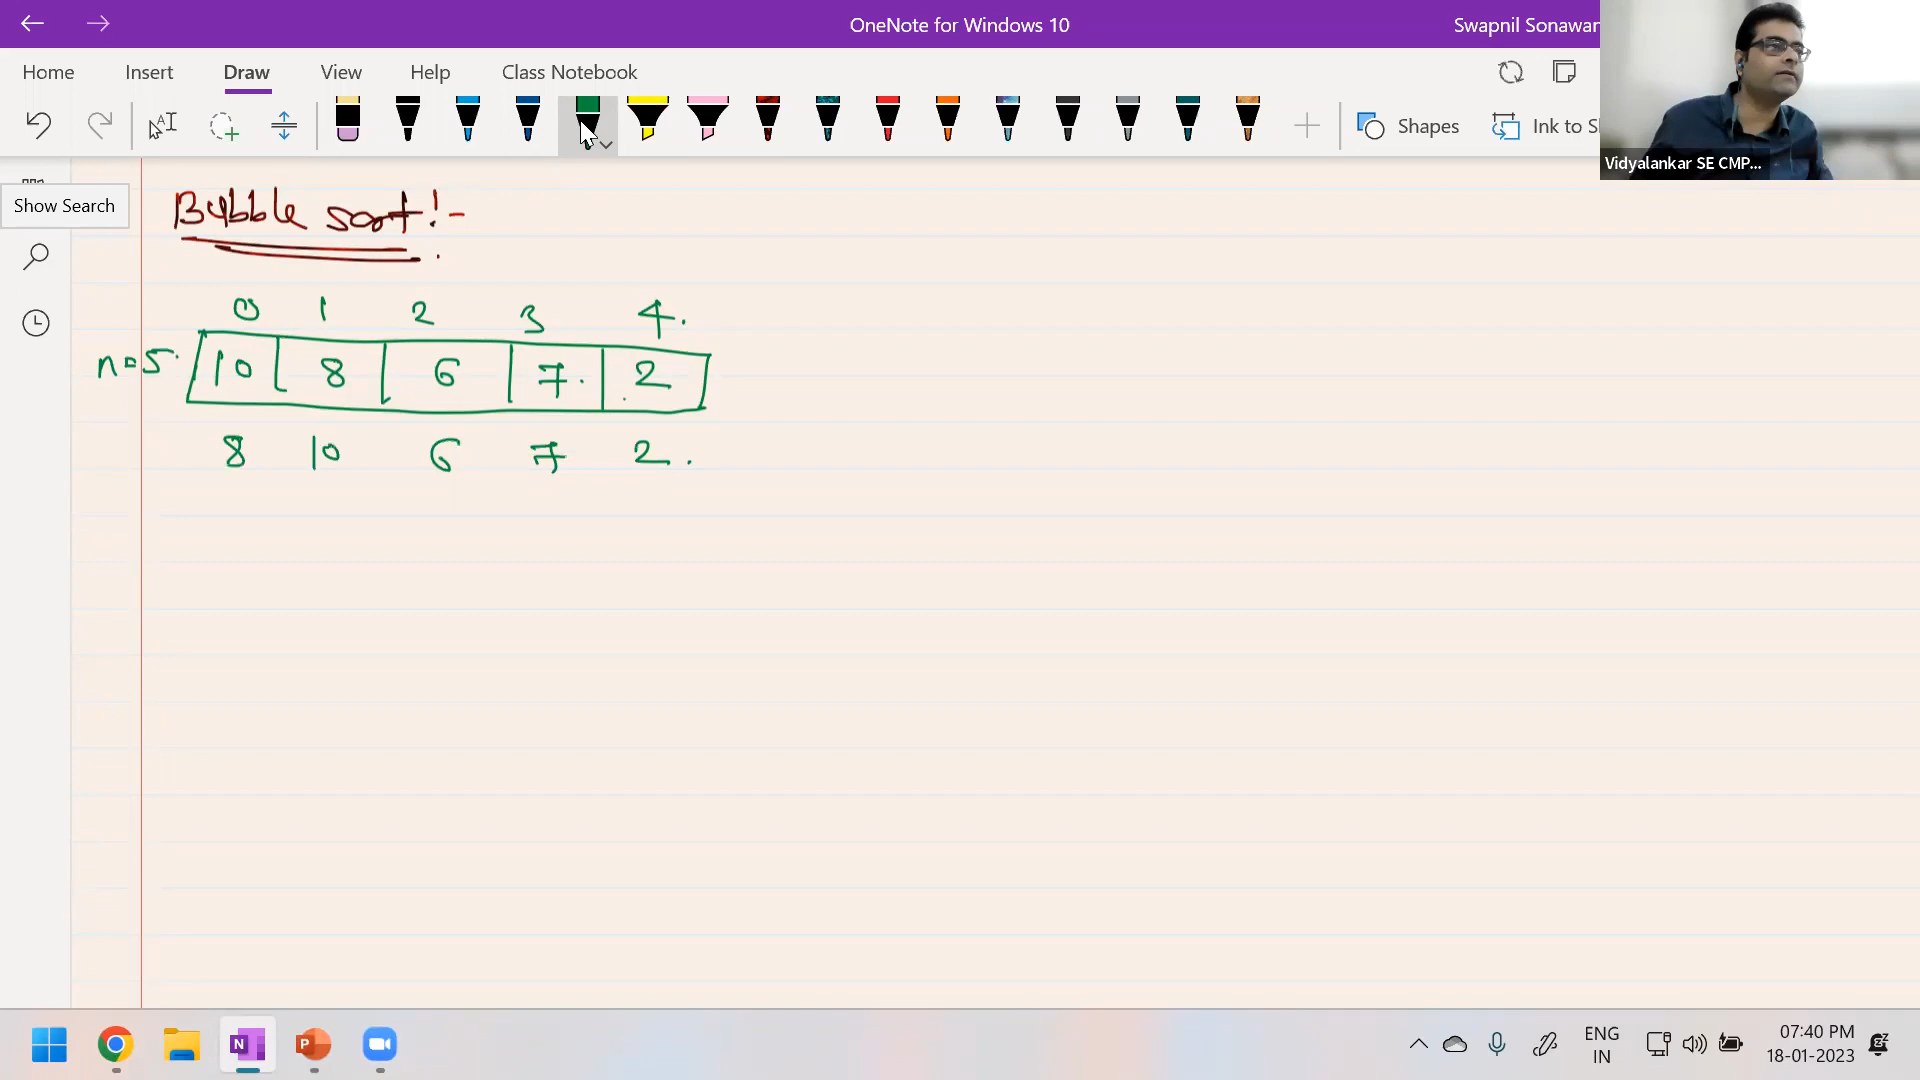 OneNote for Windows 10
Swapnil Sonawar
Home Insert Draw View Help Class Notebook
Shapes
Ink to S
Vidyalankar SE CMP...
Show Search
Bubble sort!-
0 1 2 3 4.
n=5. 10 8 6 7. 2
8 10 6 7 2.
ENG
IN
07:40 PM
18-01-2023